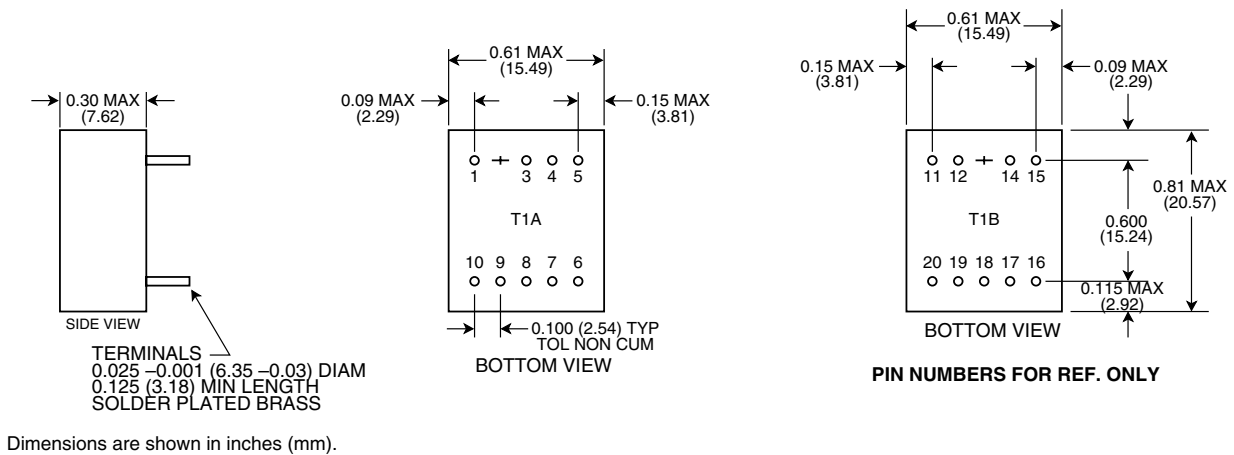 0.30 MAX
(7.62)
SIDE VIEW
TERMINALS
0.025 –0.001 (6.35 –0.03) DIAM
0.125 (3.18) MIN LENGTH
SOLDER PLATED BRASS
0.61 MAX
(15.49)
0.09 MAX
(2.29)
0.15 MAX
(3.81)
1 3 4 5
T1A
10 9 8 7 6
0.100 (2.54) TYP
TOL NON CUM
BOTTOM VIEW
0.61 MAX
(15.49)
0.15 MAX
(3.81)
0.09 MAX
(2.29)
11 12 14 15
T1B
20 19 18 17 16
0.81 MAX
(20.57)
0.600
(15.24)
0.115 MAX
(2.92)
BOTTOM VIEW
PIN NUMBERS FOR REF. ONLY
Dimensions are shown in inches (mm).